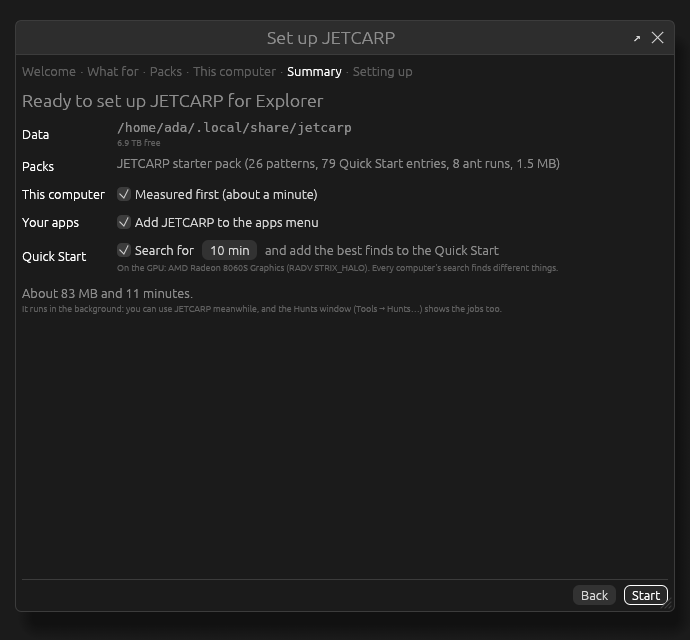 Set up JETCARP
Welcome · What for · Packs · This computer · Summary · Setting up
Ready to set up JETCARP for Explorer
Data
/home/ada/.local/share/jetcarp
6.9 TB free
Packs
JETCARP starter pack (26 patterns, 79 Quick Start entries, 8 ant runs, 1.5 MB)
This computer
Measured first (about a minute)
Your apps
Add JETCARP to the apps menu
Quick Start
Search for 10 min and add the best finds to the Quick Start
On the GPU: AMD Radeon 8060S Graphics (RADV STRIX_HALO). Every computer's search finds different things.
About 83 MB and 11 minutes.
It runs in the background: you can use JETCARP meanwhile, and the Hunts window (Tools → Hunts…) shows the jobs too.
Back
Start